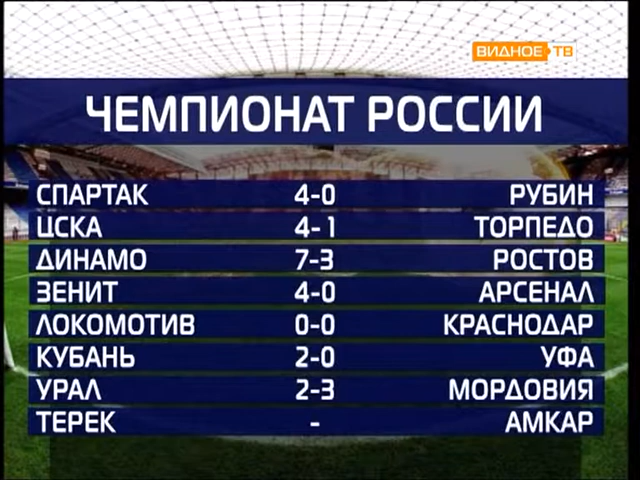 ВИДНОЕ ТВ
ЧЕМПИОНАТ РОССИИ
СПАРТАК 4-0 РУБИН
ЦСКА 4-1 ТОРПЕДО
ДИНАМО 7-3 РОСТОВ
ЗЕНИТ 4-0 АРСЕНАЛ
ЛОКОМОТИВ 0-0 КРАСНОДАР
КУБАНЬ 2-0 УФА
УРАЛ 2-3 МОРДОВИЯ
ТЕРЕК - АМКАР